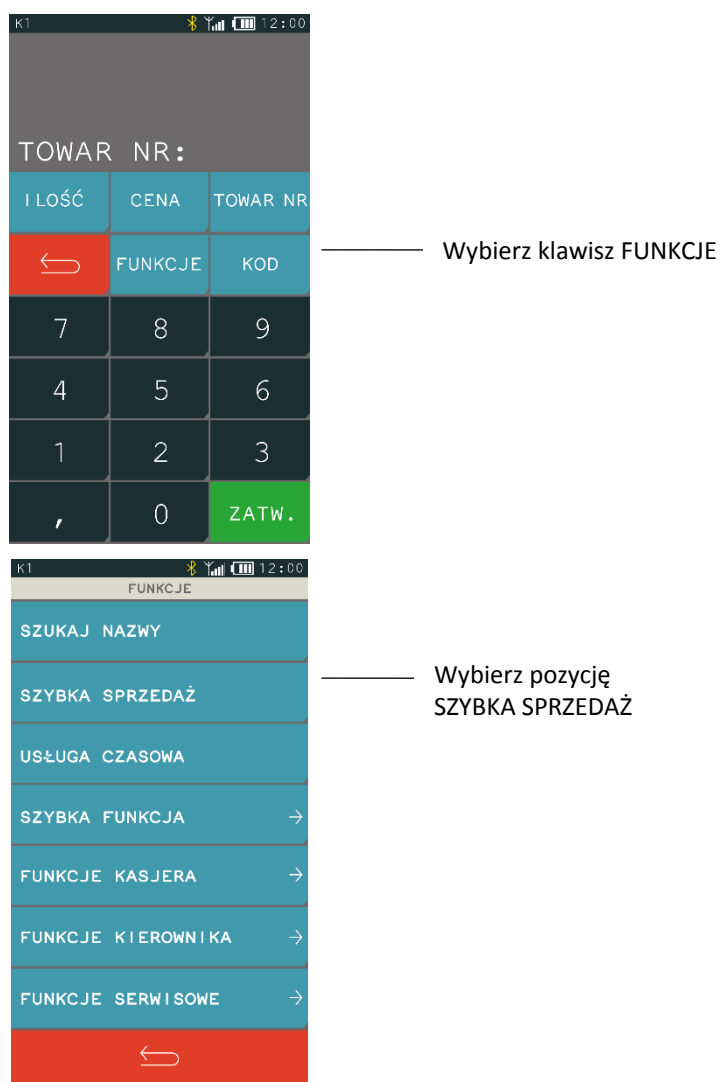 K1 12:00
TOWAR NR:
ILOŚĆ CENA TOWAR NR
FUNKCJE KOD
Wybierz klawisz FUNKCJE
7 8 9
4 5 6
1 2 3
, 0 ZATW.
K1 12:00
FUNKCJE
SZUKAJ NAZWY
SZYBKA SPRZEDAŻ
Wybierz pozycję
SZYBKA SPRZEDAŻ
USŁUGA CZASOWA
SZYBKA FUNKCJA
FUNKCJE KASJERA
FUNKCJE KIEROWNIKA
FUNKCJE SERWISOWE